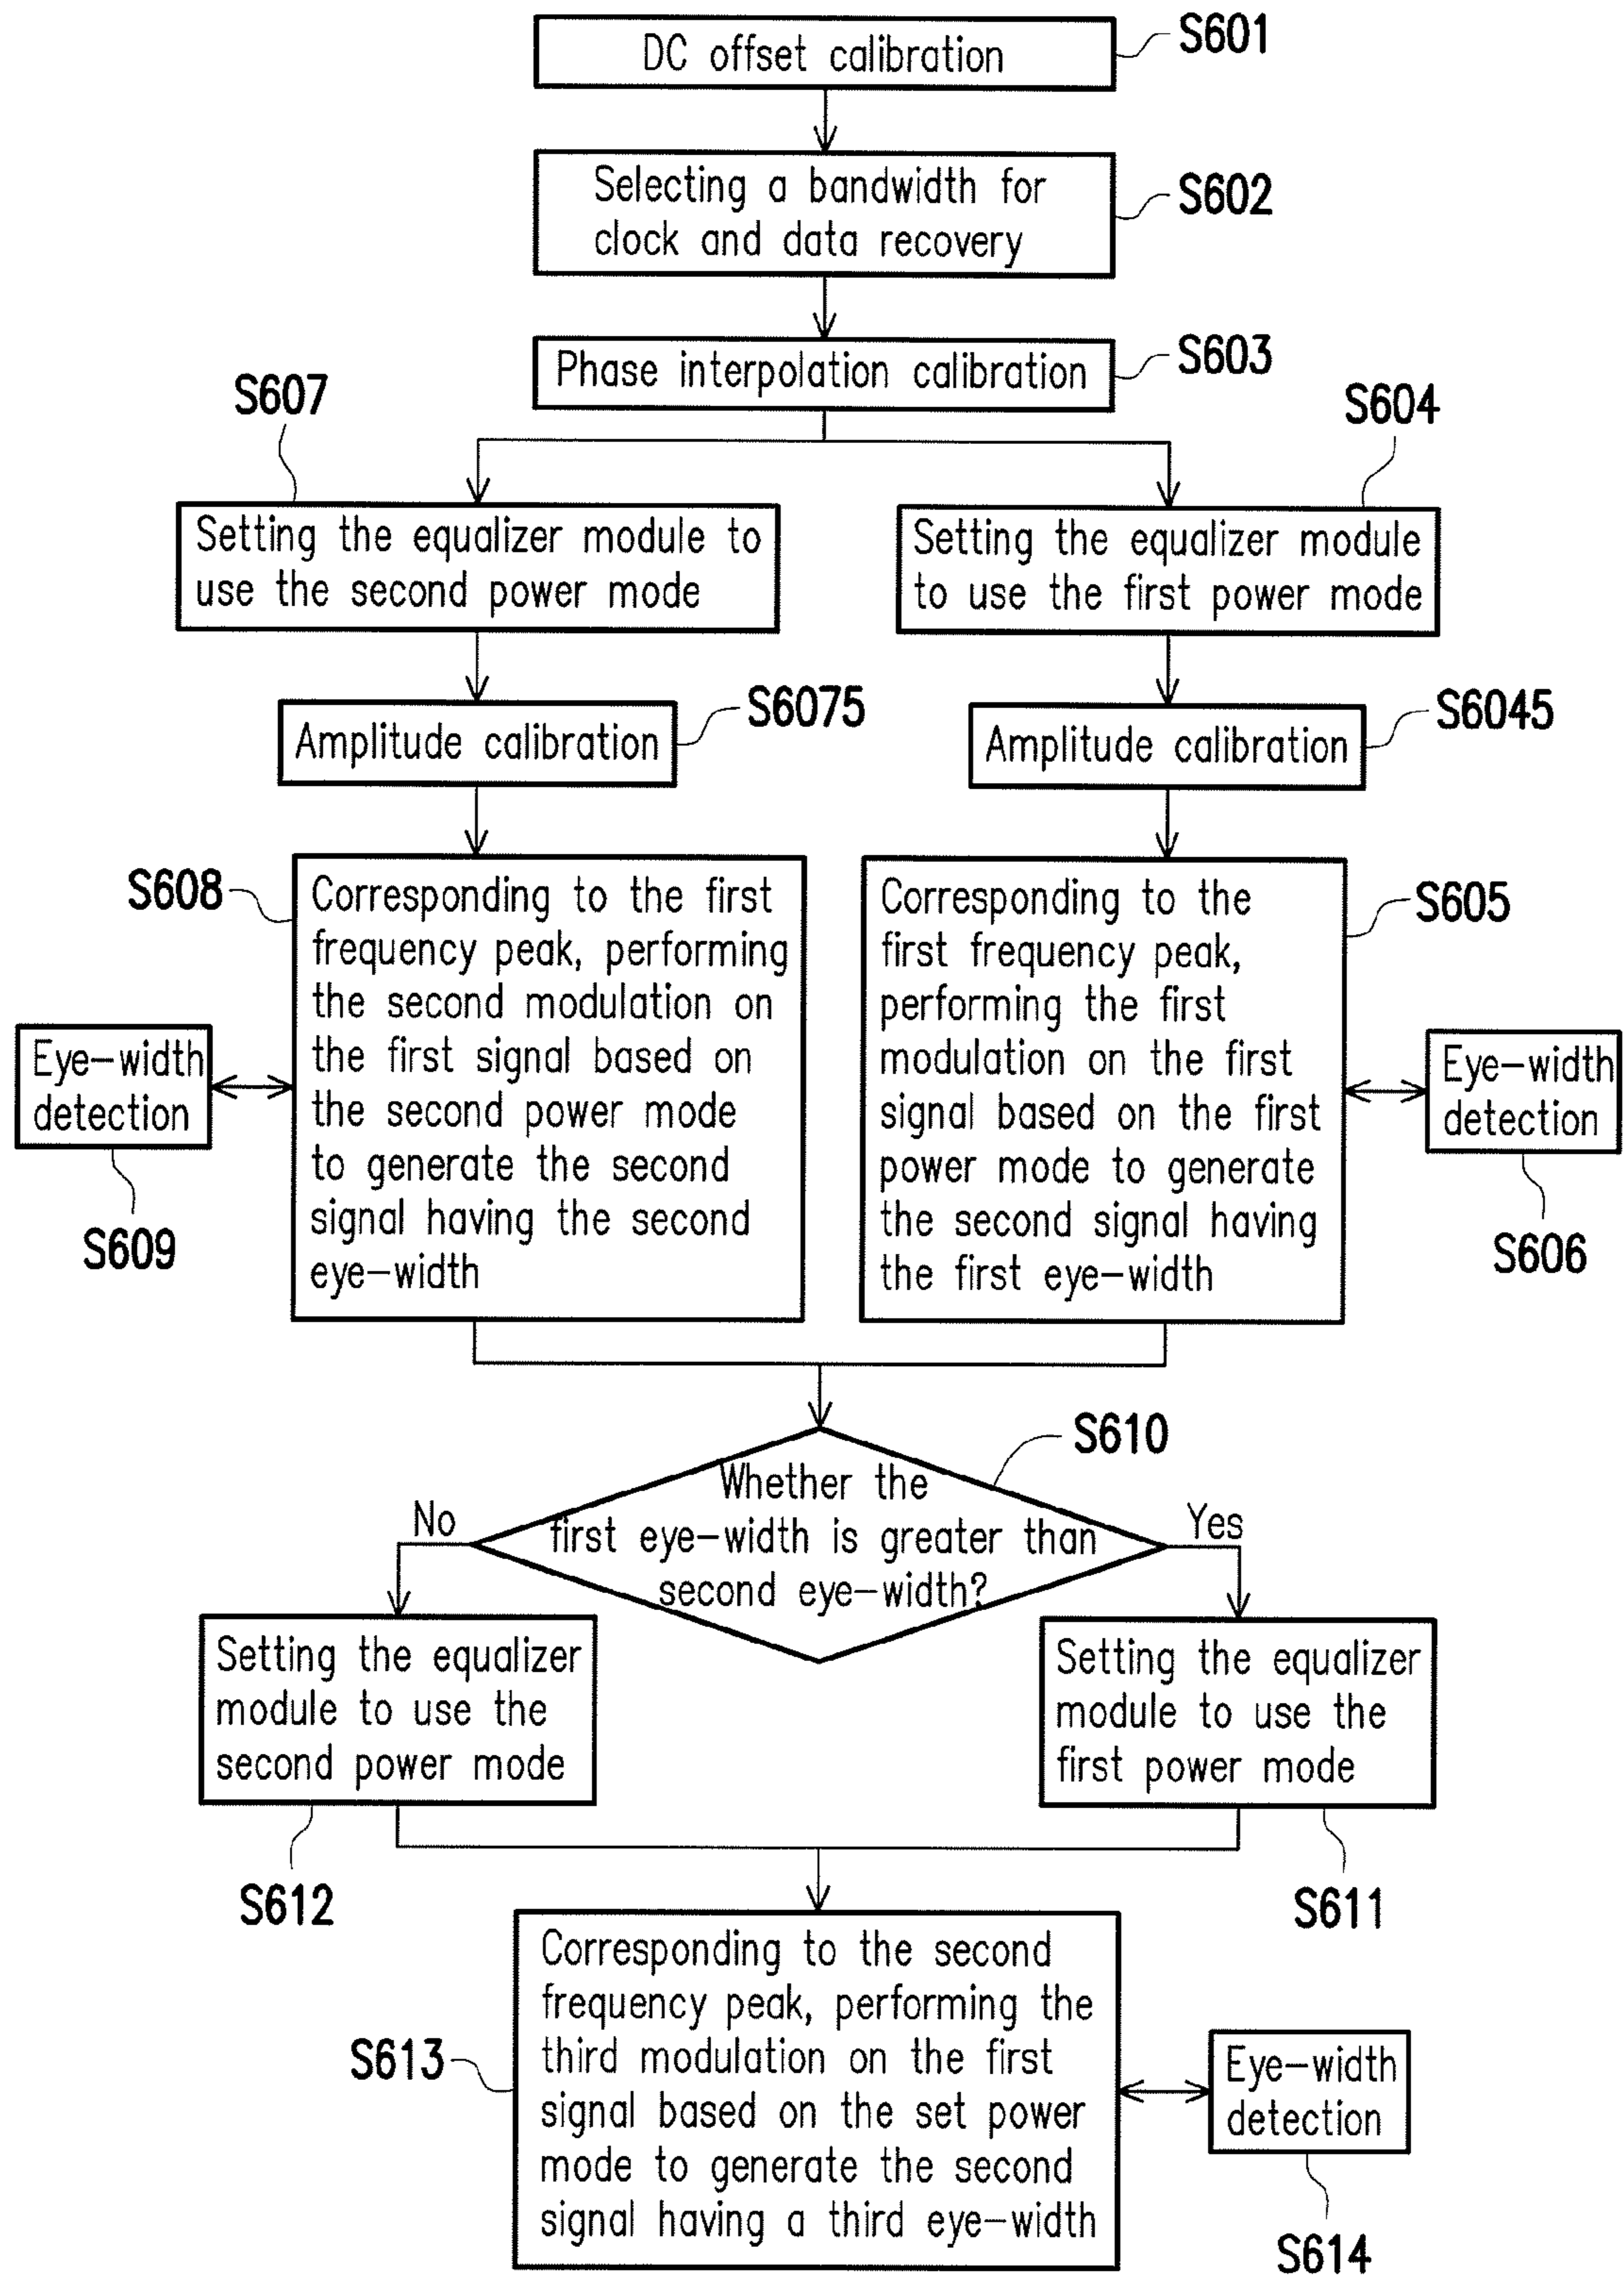 DC offset calibration
S601
Selecting a bandwidth for
clock and data recovery
S602
Phase interpolation calibration
S603
S607
S604
Setting the equalizer module to
use the second power mode
Setting the equalizer module
to use the first power mode
Amplitude calibration
S6075
Amplitude calibration
S6045
S608
Corresponding to the first
frequency peak, performing
the second modulation on
the first signal based on
the second power mode
to generate the second
signal having the second
eye-width
Corresponding to the
first frequency peak,
performing the first
modulation on the first
signal based on the first
power mode to generate
the second signal having
the first eye-width
S605
Eye-width
detection
S609
Eye-width
detection
S606
S610
Whether the
first eye-width is greater than
second eye-width?
No
Yes
Setting the equalizer
module to use the
second power mode
Setting the equalizer
module to use the
first power mode
S612
S611
S613
Corresponding to the second
frequency peak, performing the
third modulation on the first
signal based on the set power
mode to generate the second
signal having a third eye-width
Eye-width
detection
S614